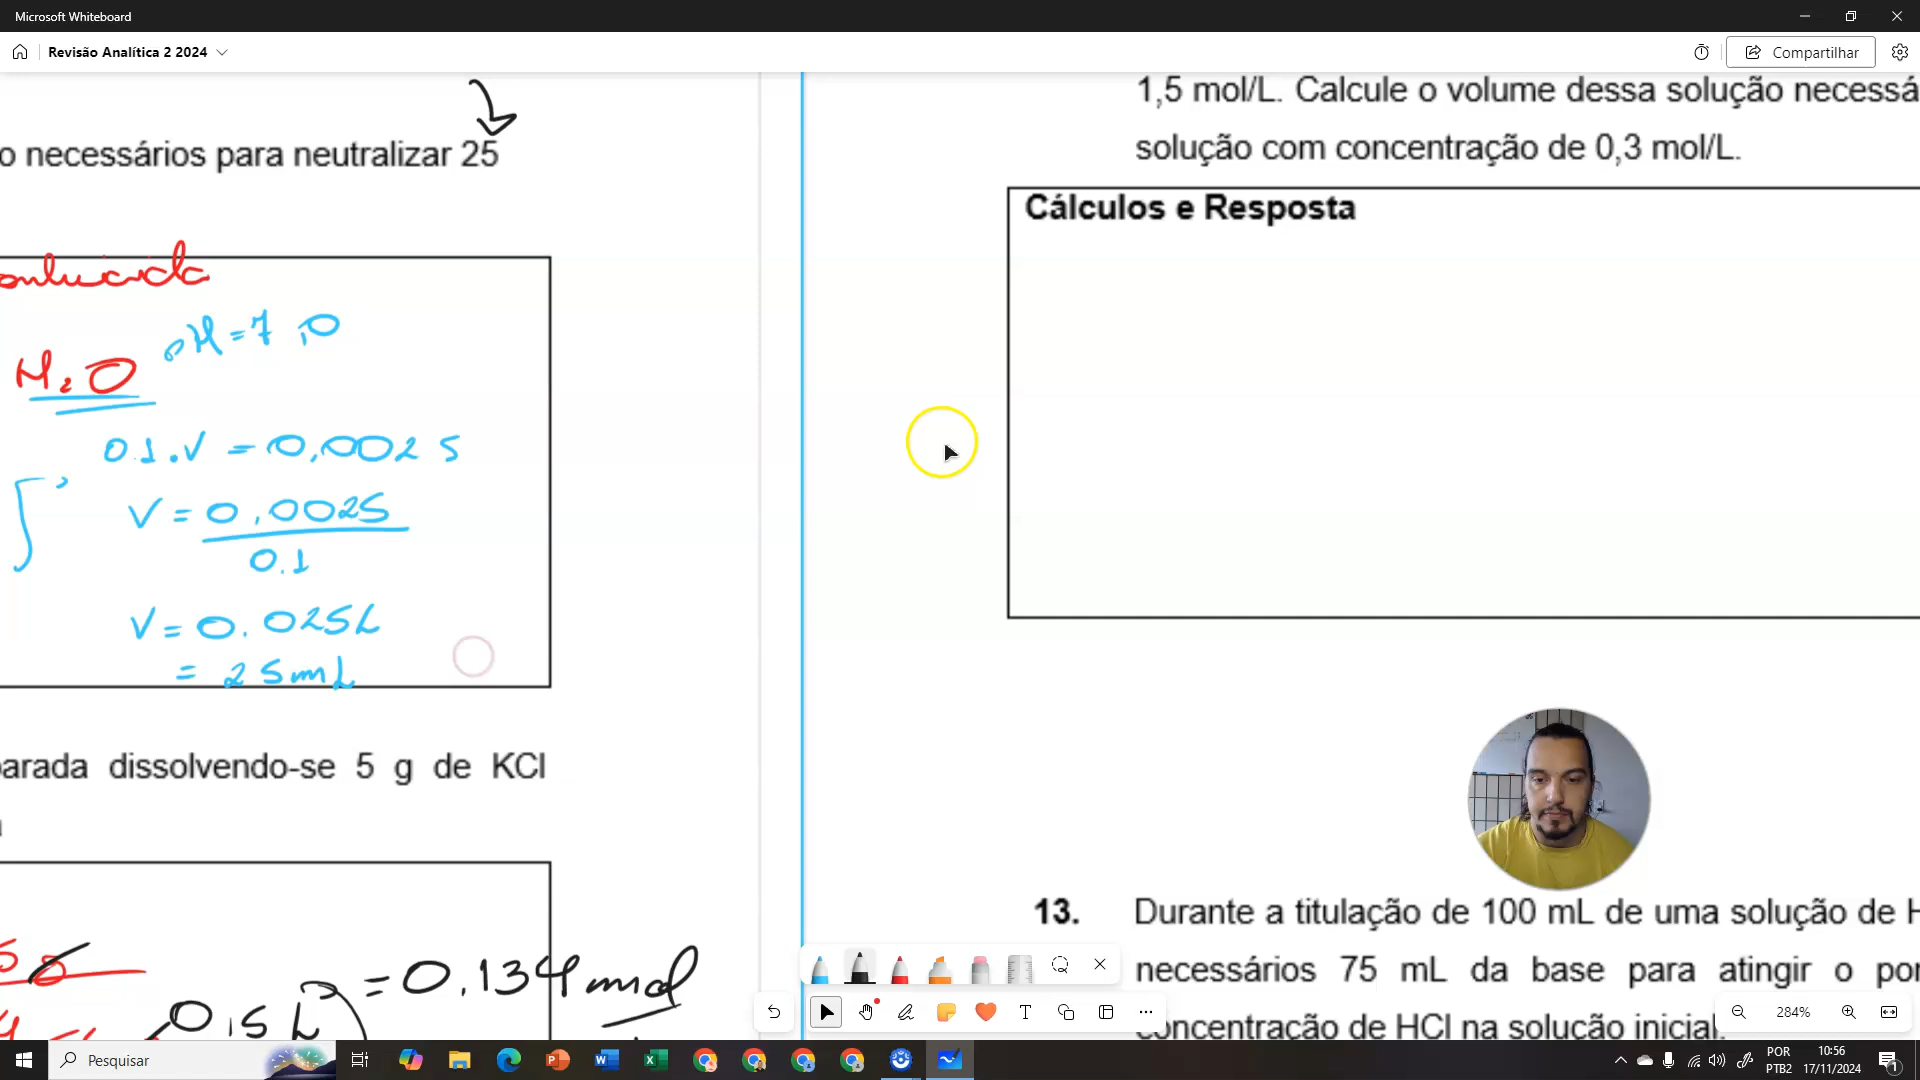 Microsoft Whiteboard
Revisão Analítica 2 2024
Compartilhar
o necessários para neutralizar 25
pH = 7,0
H₂O
0.1.V = 0,0025
V = 0,0025
0.1
V = 0.025L
= 25mL
arada dissolvendo-se 5 g de KCl
0,5 L
= 0.134 mol
1,5 mol/L. Calcule o volume dessa solução necessá
solução com concentração de 0,3 mol/L.
Cálculos e Resposta
13. Durante a titulação de 100 mL de uma solução de H
necessários 75 mL da base para atingir o po
concentração de HCl na solução inicial.
284%
Pesquisar
POR
PTB2
10:56
17/11/2024